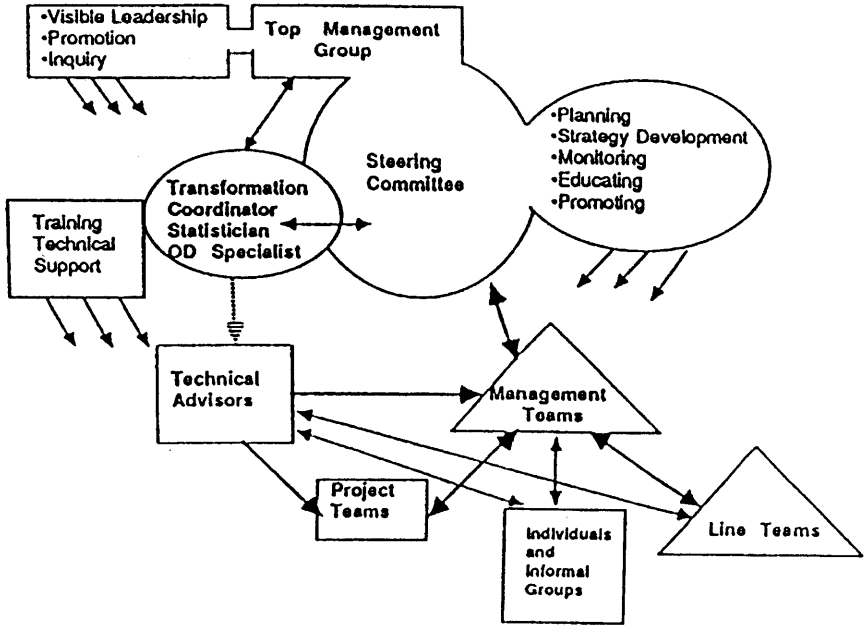 •Visible Leadership
•Promotion
•Inquiry
Top Management
Group
•Planning
•Strategy Development
•Monitoring
•Educating
•Promoting
Steering
Committee
Transformation
Coordinator
Statistician
OD Specialist
Training
Technical
Support
Technical
Advisors
Management
Teams
Project
Teams
Individuals
and
Informal
Groups
Line Teams